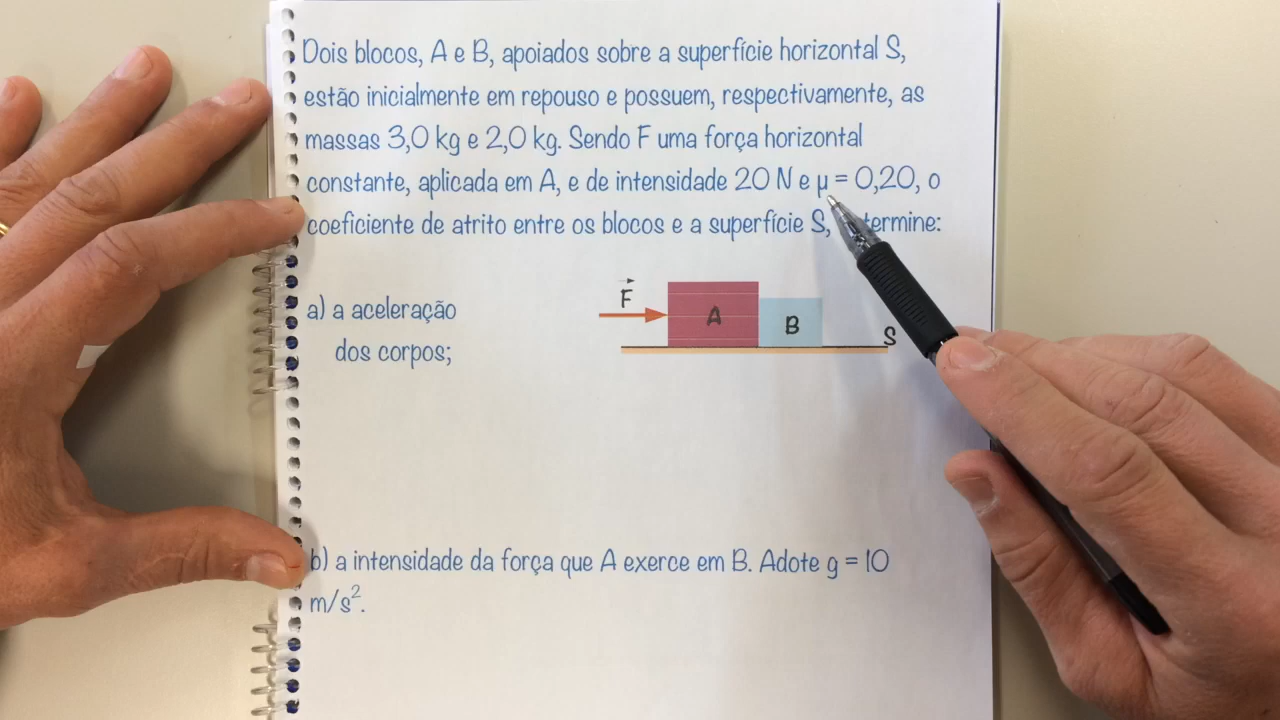 Dois blocos, A e B, apoiados sobre a superfície horizontal S,
estão inicialmente em repouso e possuem, respectivamente, as
massas 3,0 kg e 2,0 kg. Sendo F uma força horizontal
constante, aplicada em A, e de intensidade 20 N e μ = 0,20, o
coeficiente de atrito entre os blocos e a superfície S, termine:
a) a aceleração
dos corpos;
F
A
B
S
b) a intensidade da força que A exerce em B. Adote g = 10
m/s².